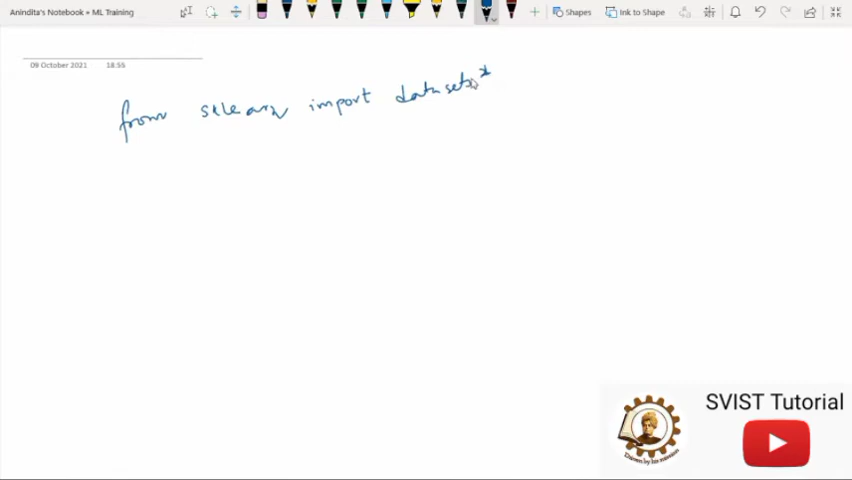 Anindita's Notebook » ML Training
Shapes
Ink to Shape
09 October 2021 18:55
from sklearn import datasets*
SVIST Tutorial